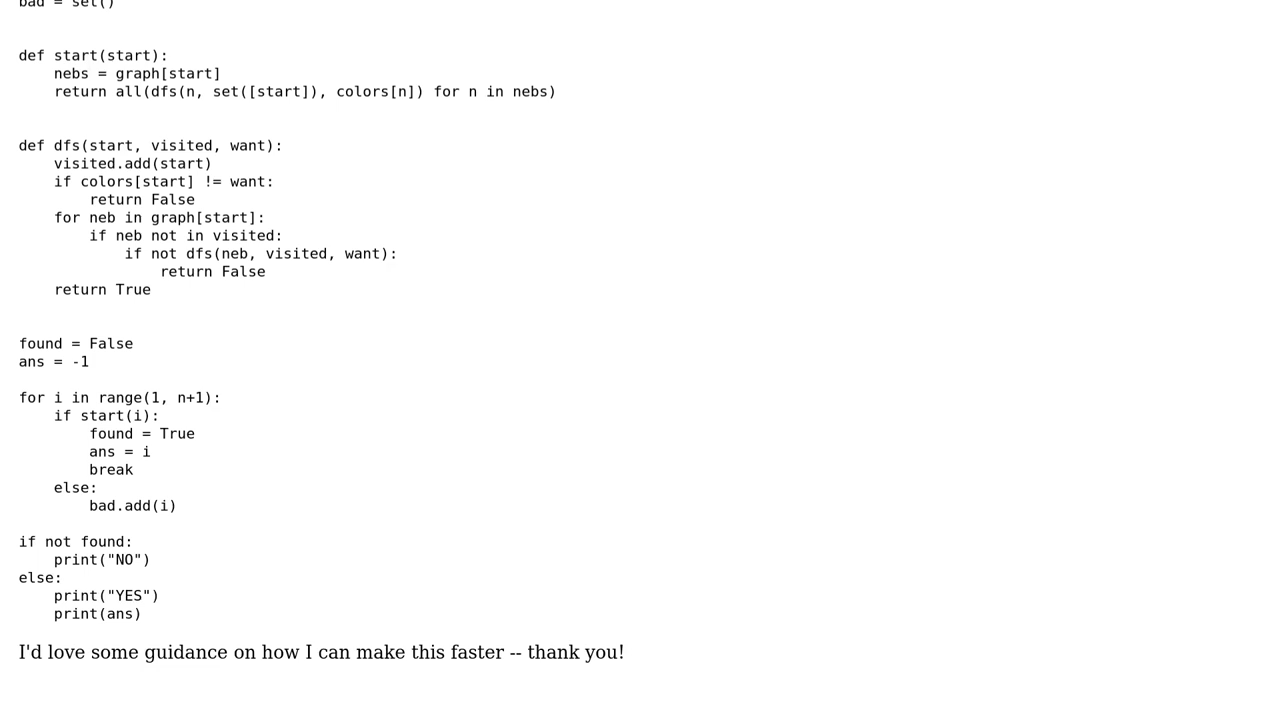 bad = set()
def start(start):
    nebs = graph[start]
    return all(dfs(n, set([start]), colors[n]) for n in nebs)
def dfs(start, visited, want):
    visited.add(start)
    if colors[start] != want:
        return False
    for neb in graph[start]:
        if neb not in visited:
            if not dfs(neb, visited, want):
                return False
    return True
found = False
ans = -1
for i in range(1, n+1):
    if start(i):
        found = True
        ans = i
        break
    else:
        bad.add(i)
if not found:
    print("NO")
else:
    print("YES")
    print(ans)
I'd love some guidance on how I can make this faster -- thank you!